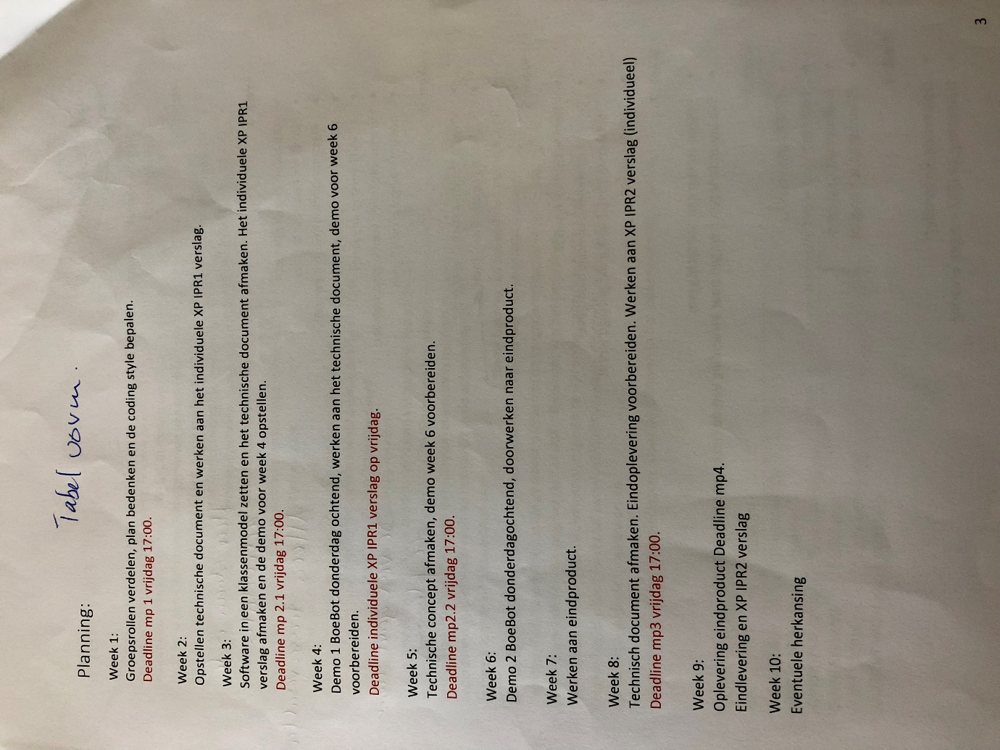 Tabel vorm.
Planning:
Week 1:
Groepsrollen verdelen, plan bedenken en de coding style bepalen.
Deadline mp 1 vrijdag 17:00.
Week 2:
Opstellen technische document en werken aan het individuele XP IPR1 verslag.
Week 3:
Software in een klassenmodel zetten en het technische document afmaken. Het individuele XP IPR1
verslag afmaken en de demo voor week 4 opstellen.
Deadline mp 2.1 vrijdag 17:00.
Week 4:
Demo 1 BoeBot donderdag ochtend, werken aan het technische document, demo voor week 6
voorbereiden.
Deadline individuele XP IPR1 verslag op vrijdag.
Week 5:
Technische concept afmaken, demo week 6 voorbereiden.
Deadline mp2.2 vrijdag 17:00.
Week 6:
Demo 2 BoeBot donderdagochtend, doorwerken naar eindproduct.
Week 7:
Werken aan eindproduct.
Week 8:
Technisch document afmaken. Eindoplevering voorbereiden. Werken aan XP IPR2 verslag (individueel)
Deadline mp3 vrijdag 17:00.
Week 9:
Oplevering eindproduct Deadline mp4.
Eindlevering en XP IPR2 verslag
Week 10:
Eventuele herkansing
3